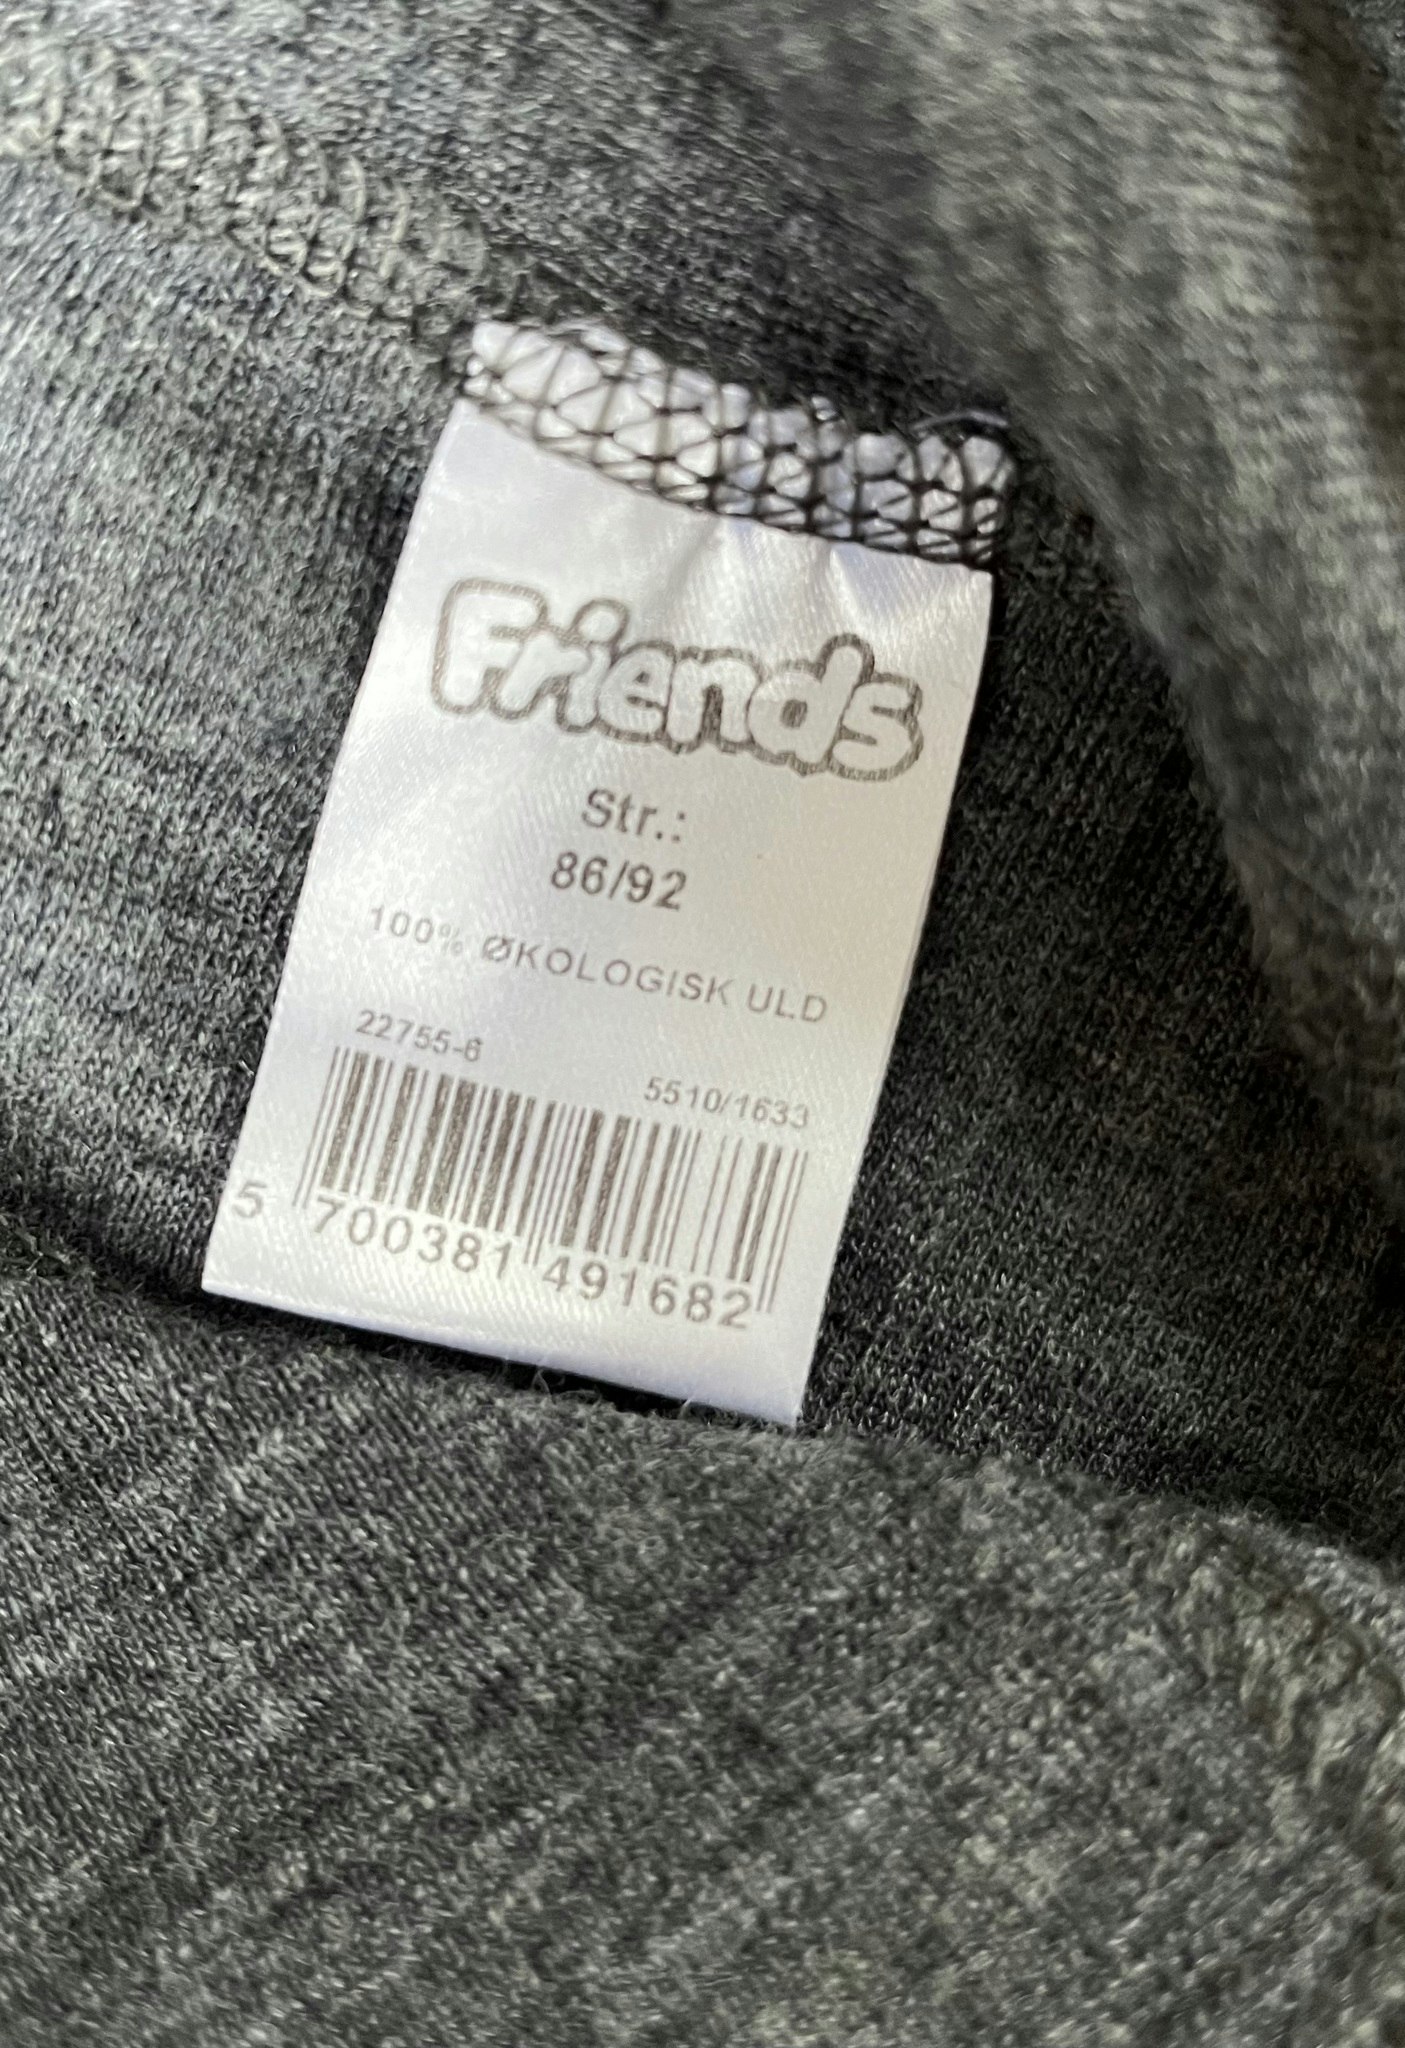 Friends
Str.:
86/92
100% ØKOLOGISK ULD
22755-6
5510/1633
5 700381 491682